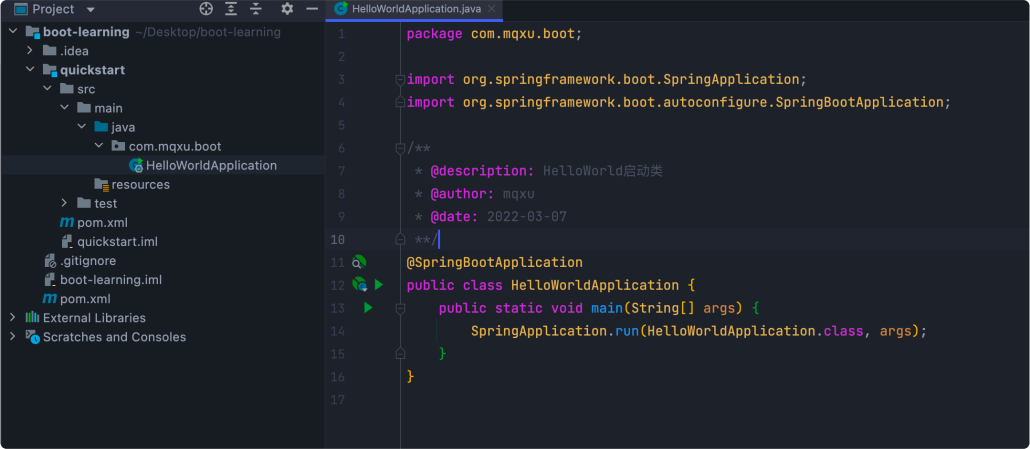 Project
boot-learning ~/Desktop/boot-learning
.idea
quickstart
src
main
java
com.mqxu.boot
HelloWorldApplication
resources
test
pom.xml
quickstart.iml
.gitignore
boot-learning.iml
pom.xml
External Libraries
Scratches and Consoles
HelloWorldApplication.java
1 package com.mqxu.boot;
2
3 import org.springframework.boot.SpringApplication;
4 import org.springframework.boot.autoconfigure.SpringBootApplication;
5
6 /**
7 * @description: HelloWorld启动类
8 * @author: mqxu
9 * @date: 2022-03-07
10 **/
11 @SpringBootApplication
12 public class HelloWorldApplication {
13 public static void main(String[] args) {
14 SpringApplication.run(HelloWorldApplication.class, args);
15 }
16 }
17